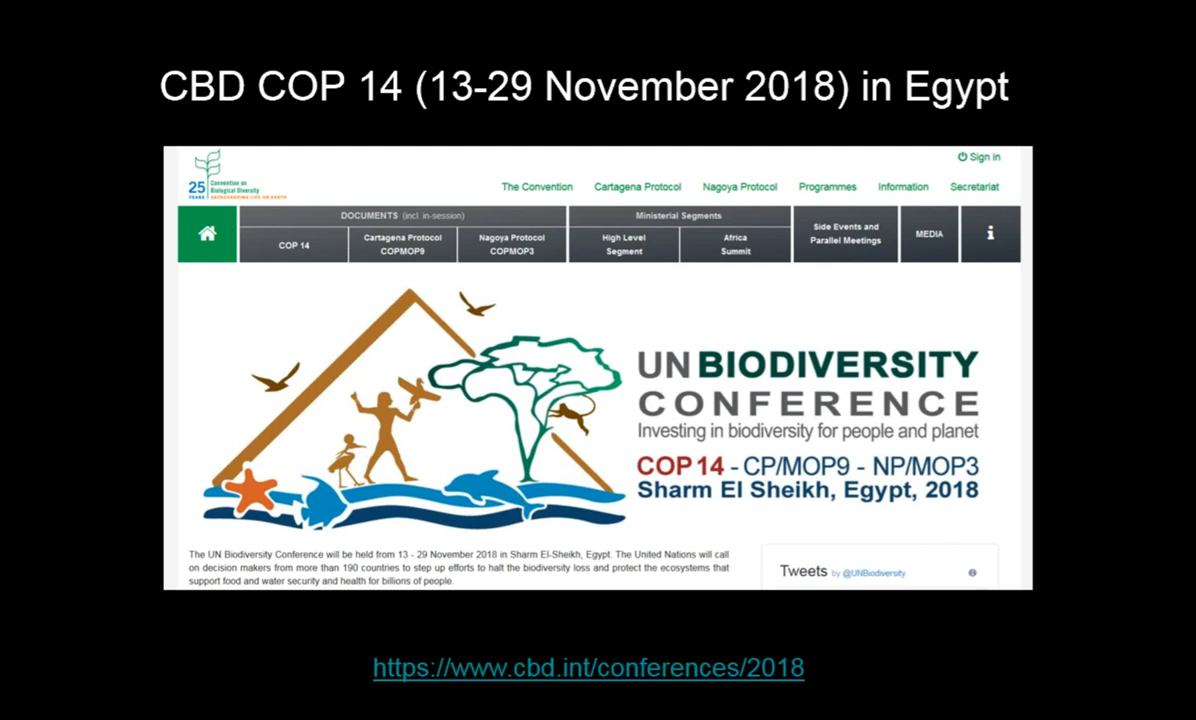 CBD COP 14 (13-29 November 2018) in Egypt
25 YEARS
Convention on
Biological Diversity
SAFEGUARDING LIFE ON EARTH
Sign in
The Convention Cartagena Protocol Nagoya Protocol Programmes Information Secretariat
DOCUMENTS (incl. in-session)
COP 14
Cartagena Protocol
COPMOP9
Nagoya Protocol
COPMOP3
Ministerial Segments
High Level
Segment
Africa
Summit
Side Events and
Parallel Meetings
MEDIA
UN BIODIVERSITY
CONFERENCE
Investing in biodiversity for people and planet
COP 14 - CP/MOP9 - NP/MOP3
Sharm El Sheikh, Egypt, 2018
The UN Biodiversity Conference will be held from 13 - 29 November 2018 in Sharm El-Sheikh, Egypt. The United Nations will call
on decision makers from more than 190 countries to step up efforts to halt the biodiversity loss and protect the ecosystems that
support food and water security and health for billions of people.
Tweets by @UNBiodiversity
https://www.cbd.int/conferences/2018